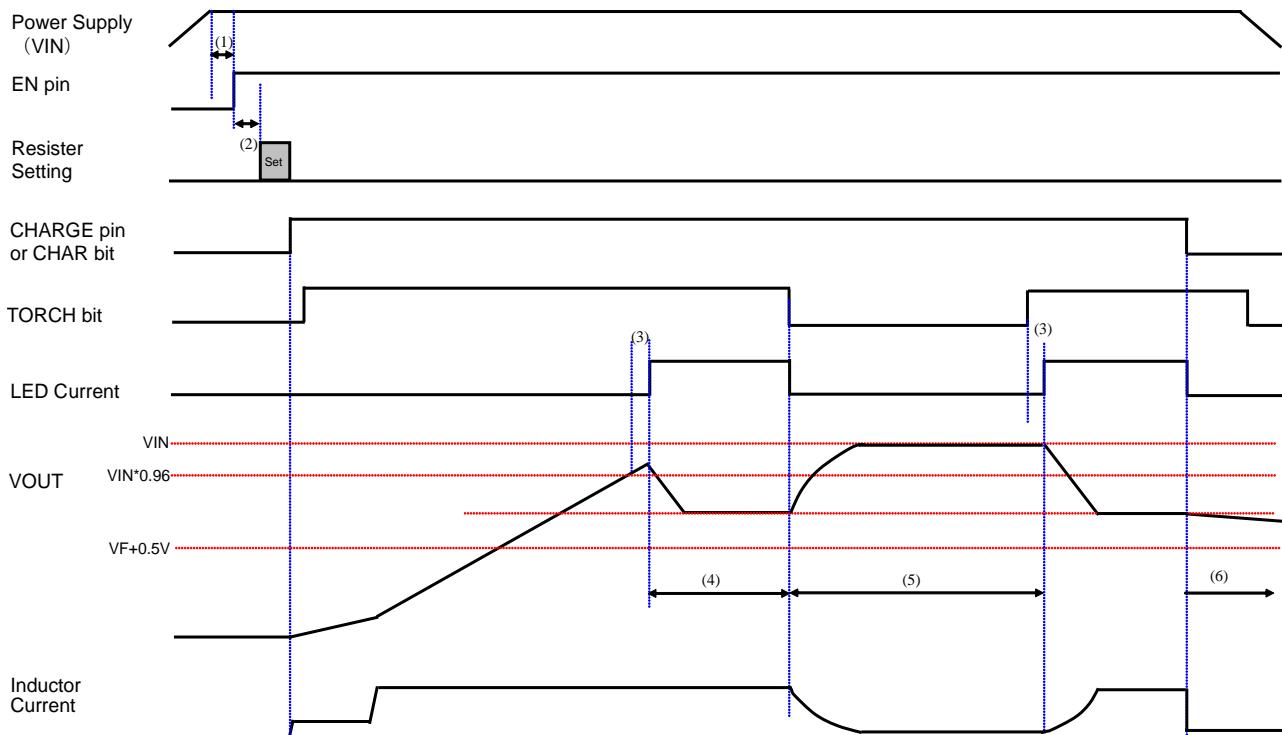 Power Supply
（VIN）
(1)
EN pin
(2)
Resister
Setting
Set
CHARGE pin
or CHAR bit
TORCH bit
(3)
(3)
LED Current
VIN
VOUT
VIN*0.96
VF+0.5V
(4)
(5)
(6)
Inductor
Current